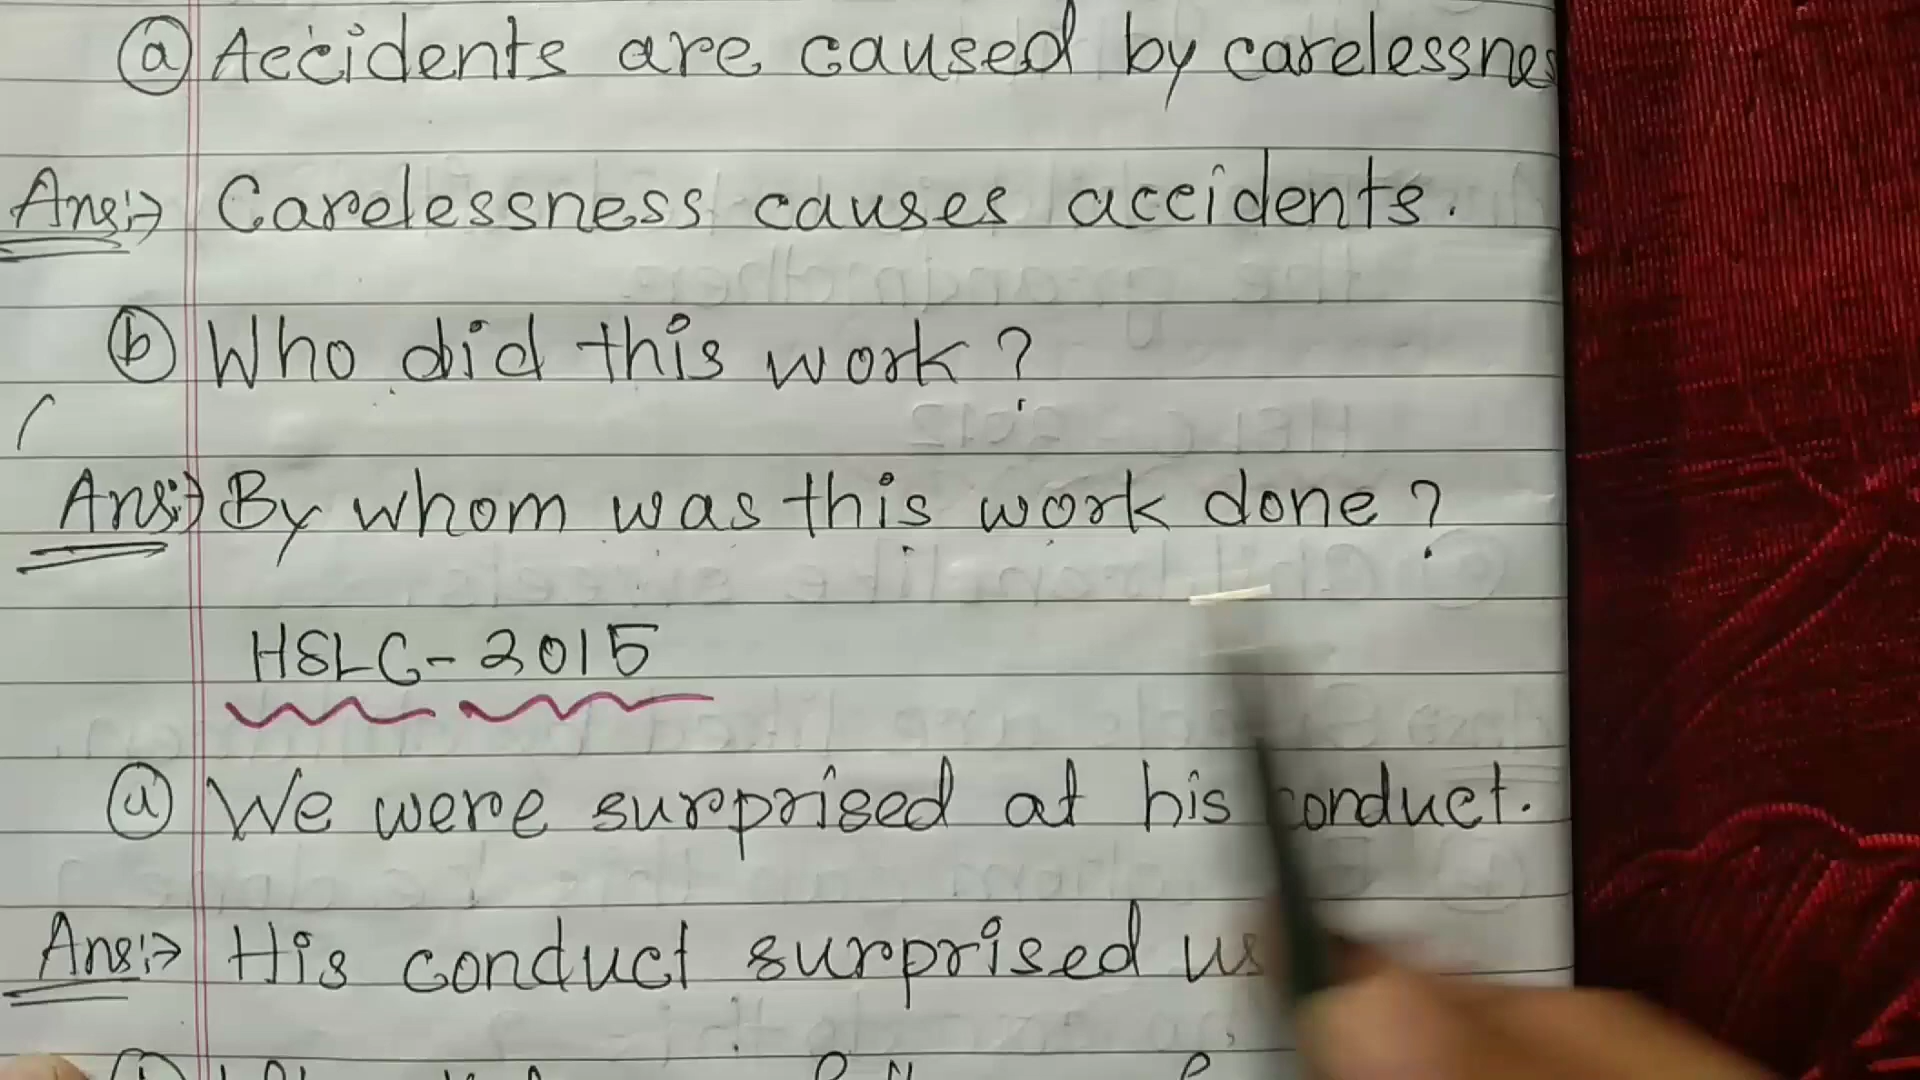 (a) Accidents are caused by carelessnes
Ans:→ Carelessness causes accidents.
(b) Who did this work?
Ans:→ By whom was this work done?
HSLC-2015
(a) We were surprised at his conduct.
Ans:→ His conduct surprised us